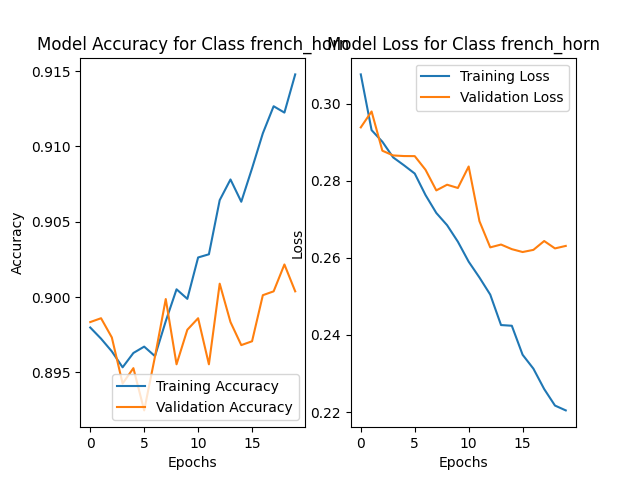 Model Accuracy for Class french_horn
Model Loss for Class french_horn
0.915
0.910
0.905
0.900
0.895
Accuracy
Training Accuracy
Validation Accuracy
0
5
10
15
Epochs
0.30
0.28
0.26
0.24
0.22
Loss
Training Loss
Validation Loss
0
5
10
15
Epochs